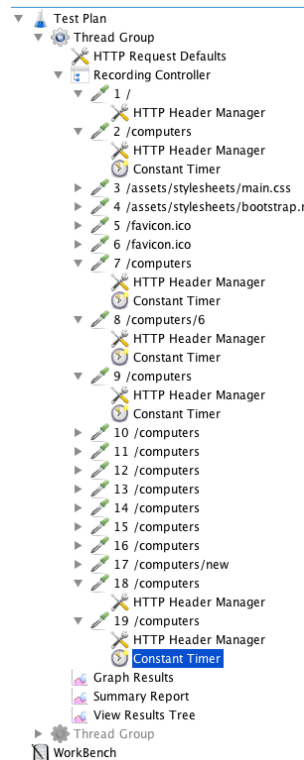 Test Plan
Thread Group
HTTP Request Defaults
Recording Controller
1 /
HTTP Header Manager
2 /computers
HTTP Header Manager
Constant Timer
3 /assets/stylesheets/main.css
4 /assets/stylesheets/bootstrap.
5 /favicon.ico
6 /favicon.ico
7 /computers
HTTP Header Manager
Constant Timer
8 /computers/6
HTTP Header Manager
Constant Timer
9 /computers
HTTP Header Manager
Constant Timer
10 /computers
11 /computers
12 /computers
13 /computers
14 /computers
15 /computers
16 /computers
17 /computers/new
18 /computers
HTTP Header Manager
19 /computers
HTTP Header Manager
Constant Timer
Graph Results
Summary Report
View Results Tree
Thread Group
WorkBench